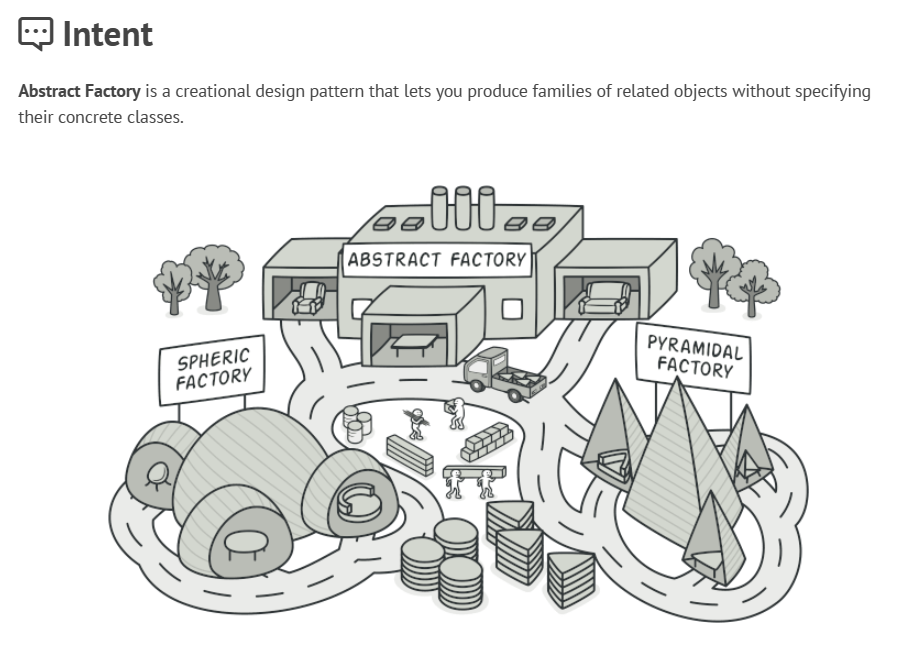 Intent
Abstract Factory is a creational design pattern that lets you produce families of related objects without specifying
their concrete classes.
ABSTRACT FACTORY
SPHERIC
FACTORY
PYRAMIDAL
FACTORY